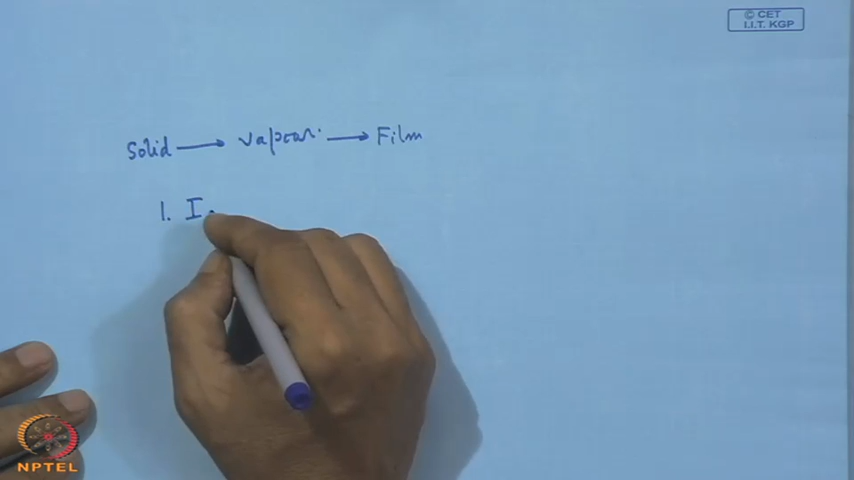 © CET
I.I.T. KGP
Solid → vapour → Film
1. I
NPTEL